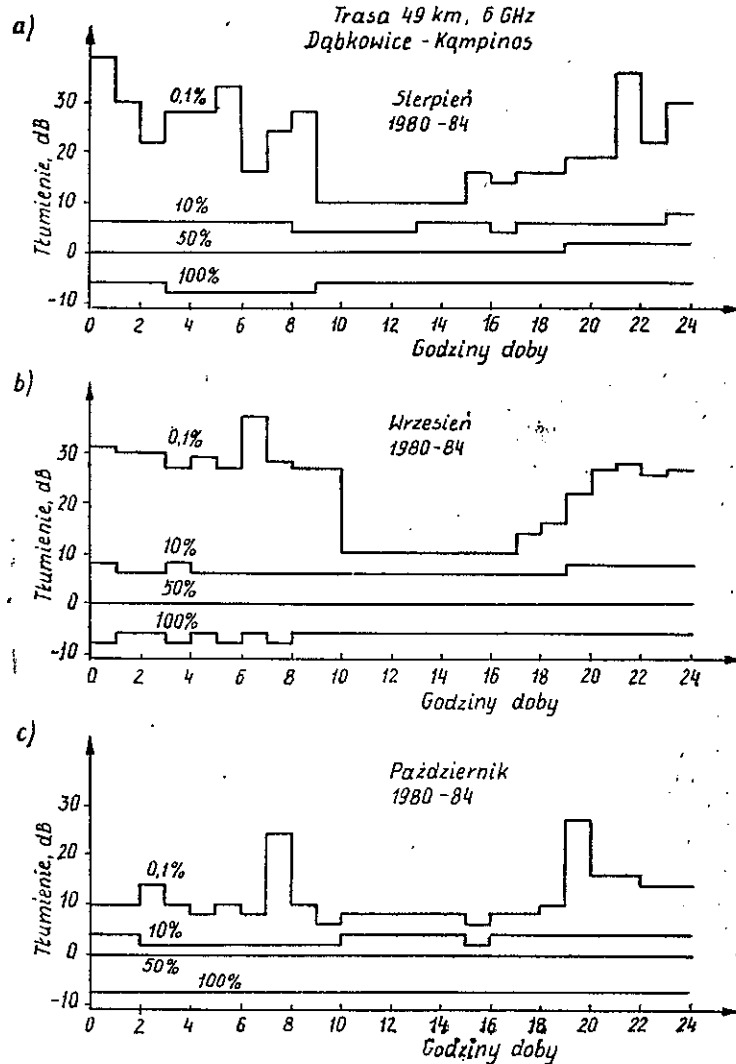 Trasa 49 km, 6 GHz
Dąbkowice - Kampinos
a)
Tłumienie, dB
30
20
10
0
-10
0,1%
Sierpień
1980-84
10%
50%
100%
0 2 4 6 8 10 12 14 16 18 20 22 24
Godziny doby
b)
Tłumienie, dB
30
20
10
0
-10
0,1%
Wrzesień
1980-84
10%
50%
100%
0 2 4 6 8 10 12 14 16 18 20 22 24
Godziny doby
c)
Tłumienie, dB
30
20
10
0
-10
0,1%
Październik
1980-84
10%
50%
100%
0 2 4 6 8 10 12 14 16 18 20 22 24
Godziny doby